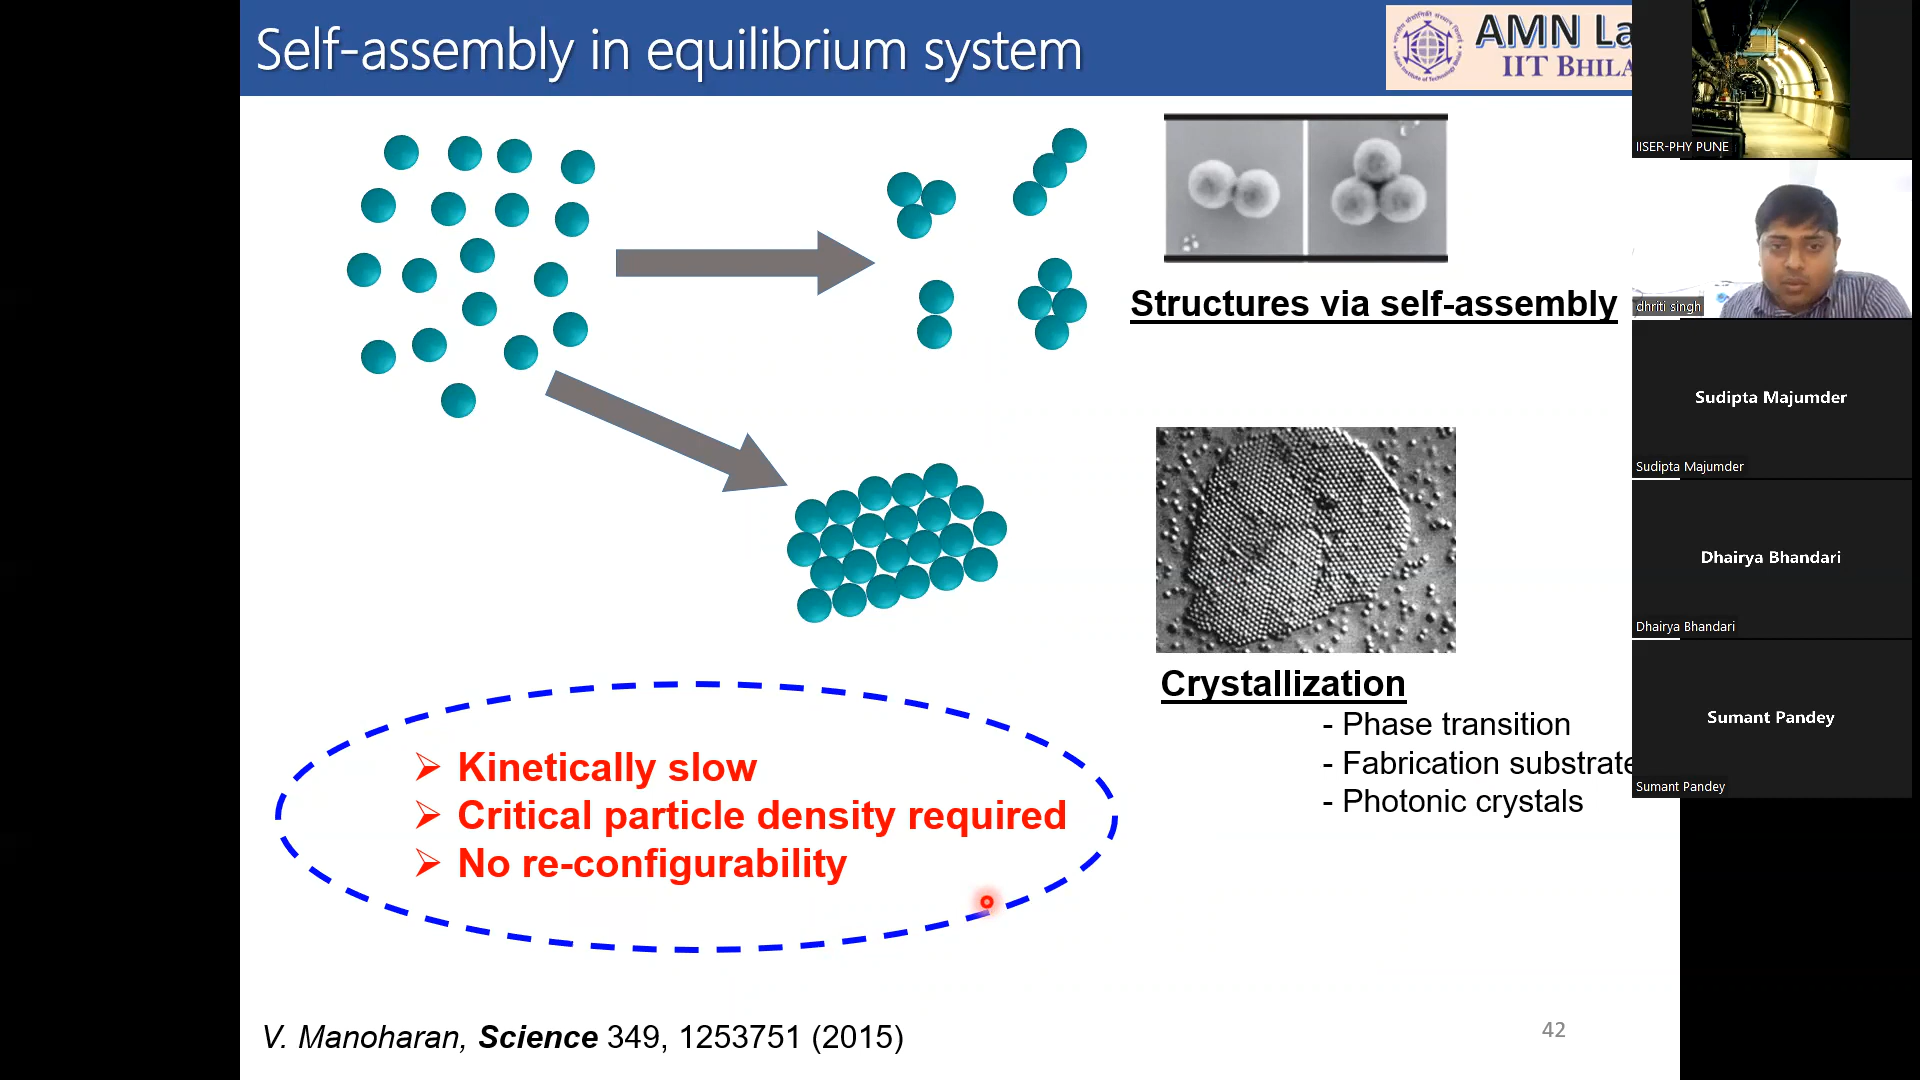 Self-assembly in equilibrium system
AMN La
IIT BHILA
IISER-PHY PUNE
dhriti singh
Structures via self-assembly
Sudipta Majumder
Sudipta Majumder
Dhairya Bhandari
Dhairya Bhandari
Sumant Pandey
Sumant Pandey
Crystallization
- Phase transition
- Fabrication substrate
- Photonic crystals
➢ Kinetically slow
➢ Critical particle density required
➢ No re-configurability
V. Manoharan, Science 349, 1253751 (2015)
42